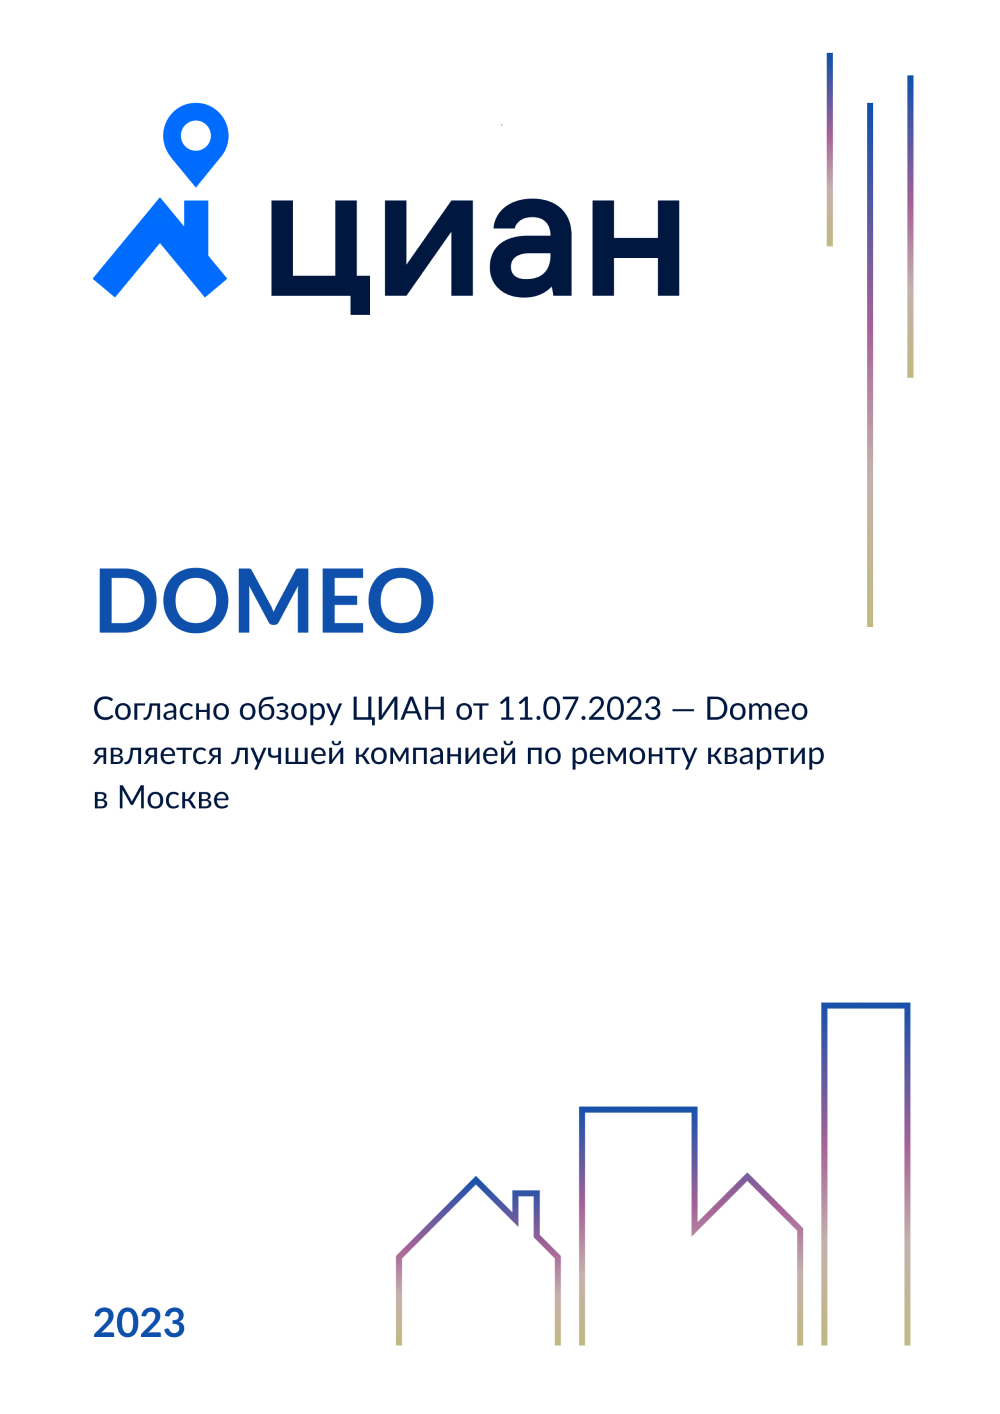 циан
DOMEO
Согласно обзору ЦИАН от 11.07.2023 — Domeo
является лучшей компанией по ремонту квартир
в Москве
2023